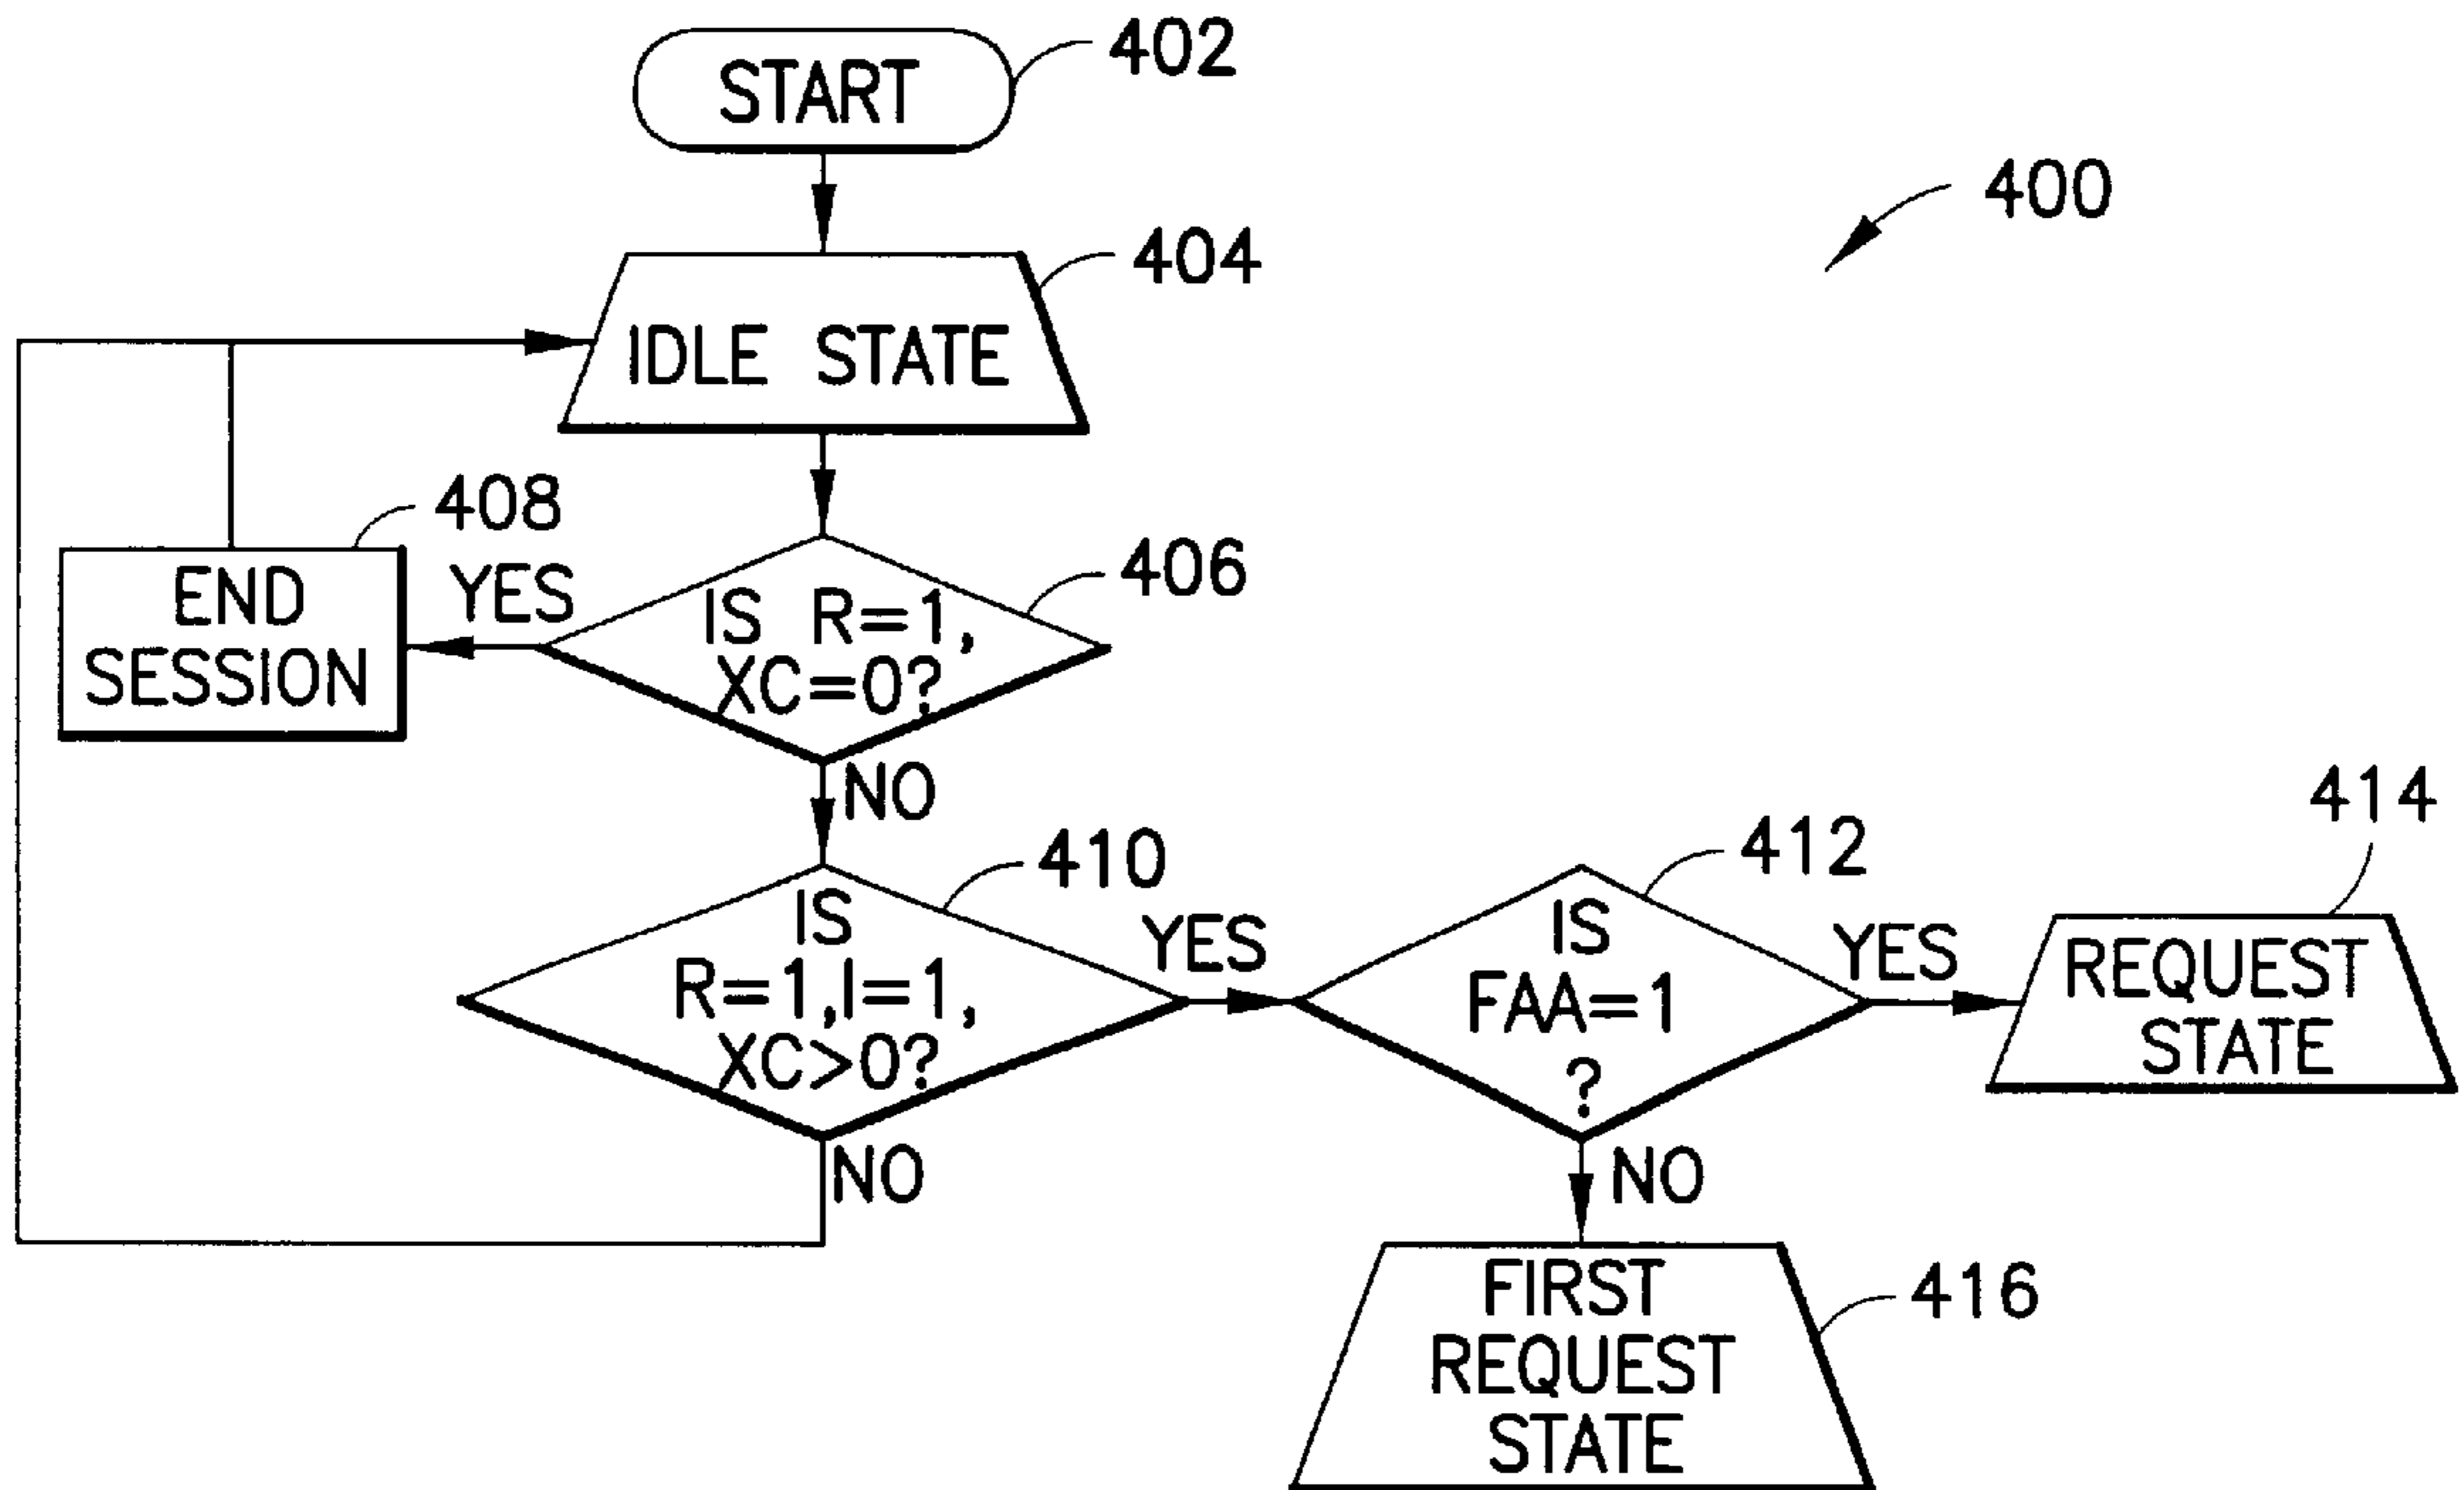 START
402
400
IDLE STATE
404
408
END
SESSION
YES
IS R=1,
XC=0?
406
NO
IS
R=1,I=1,
XC>0?
410
YES
IS
FAA=1
?
412
YES
414
REQUEST
STATE
NO
NO
FIRST
REQUEST
STATE
416